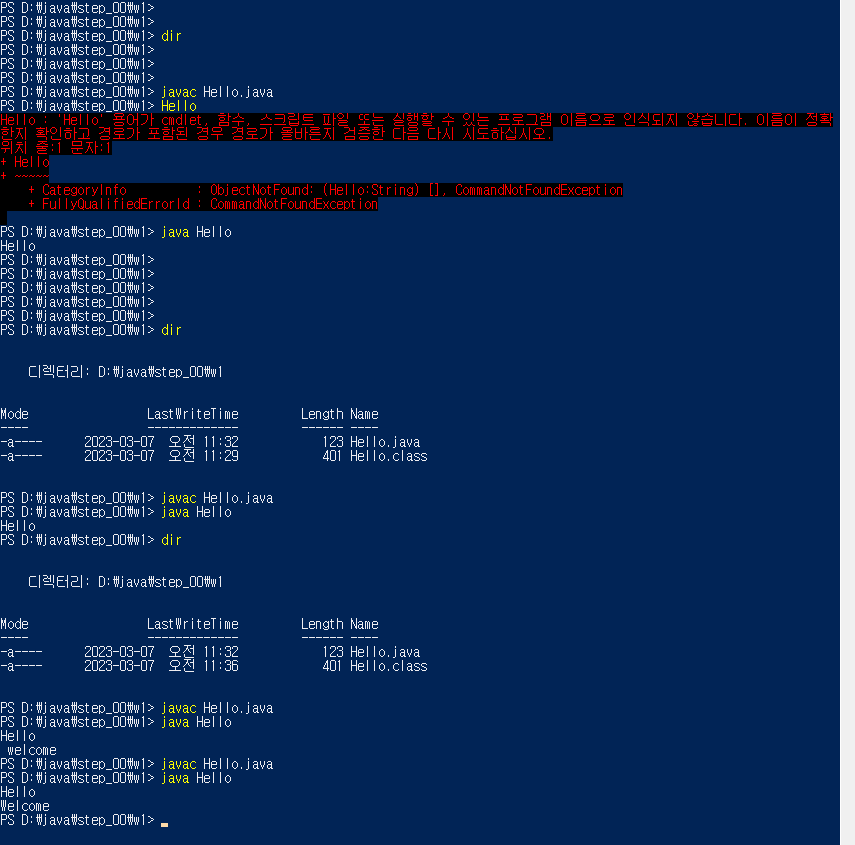 PS D:₩java₩step_00₩w1>
PS D:₩java₩step_00₩w1>
PS D:₩java₩step_00₩w1> dir
PS D:₩java₩step_00₩w1>
PS D:₩java₩step_00₩w1>
PS D:₩java₩step_00₩w1>
PS D:₩java₩step_00₩w1> javac Hello.java
PS D:₩java₩step_00₩w1> Hello
Hello : 'Hello' 용어가 cmdlet, 함수, 스크립트 파일 또는 실행할 수 있는 프로그램 이름으로 인식되지 않습니다. 이름이 정확
한지 확인하고 경로가 포함된 경우 경로가 올바른지 검증한 다음 다시 시도하십시오.
위치 줄:1 문자:1
+ Hello
+ ~~~~~
    + CategoryInfo          : ObjectNotFound: (Hello:String) [], CommandNotFoundException
    + FullyQualifiedErrorId : CommandNotFoundException
PS D:₩java₩step_00₩w1> java Hello
Hello
PS D:₩java₩step_00₩w1>
PS D:₩java₩step_00₩w1>
PS D:₩java₩step_00₩w1>
PS D:₩java₩step_00₩w1>
PS D:₩java₩step_00₩w1>
PS D:₩java₩step_00₩w1> dir
    디렉터리: D:₩java₩step_00₩w1
Mode                 LastWriteTime         Length Name
----                 -------------         ------ ----
-a----      2023-03-07  오전 11:32            123 Hello.java
-a----      2023-03-07  오전 11:29            401 Hello.class
PS D:₩java₩step_00₩w1> javac Hello.java
PS D:₩java₩step_00₩w1> java Hello
Hello
PS D:₩java₩step_00₩w1> dir
    디렉터리: D:₩java₩step_00₩w1
Mode                 LastWriteTime         Length Name
----                 -------------         ------ ----
-a----      2023-03-07  오전 11:32            123 Hello.java
-a----      2023-03-07  오전 11:36            401 Hello.class
PS D:₩java₩step_00₩w1> javac Hello.java
PS D:₩java₩step_00₩w1> java Hello
Hello
 welcome
PS D:₩java₩step_00₩w1> javac Hello.java
PS D:₩java₩step_00₩w1> java Hello
Hello
Welcome
PS D:₩java₩step_00₩w1>